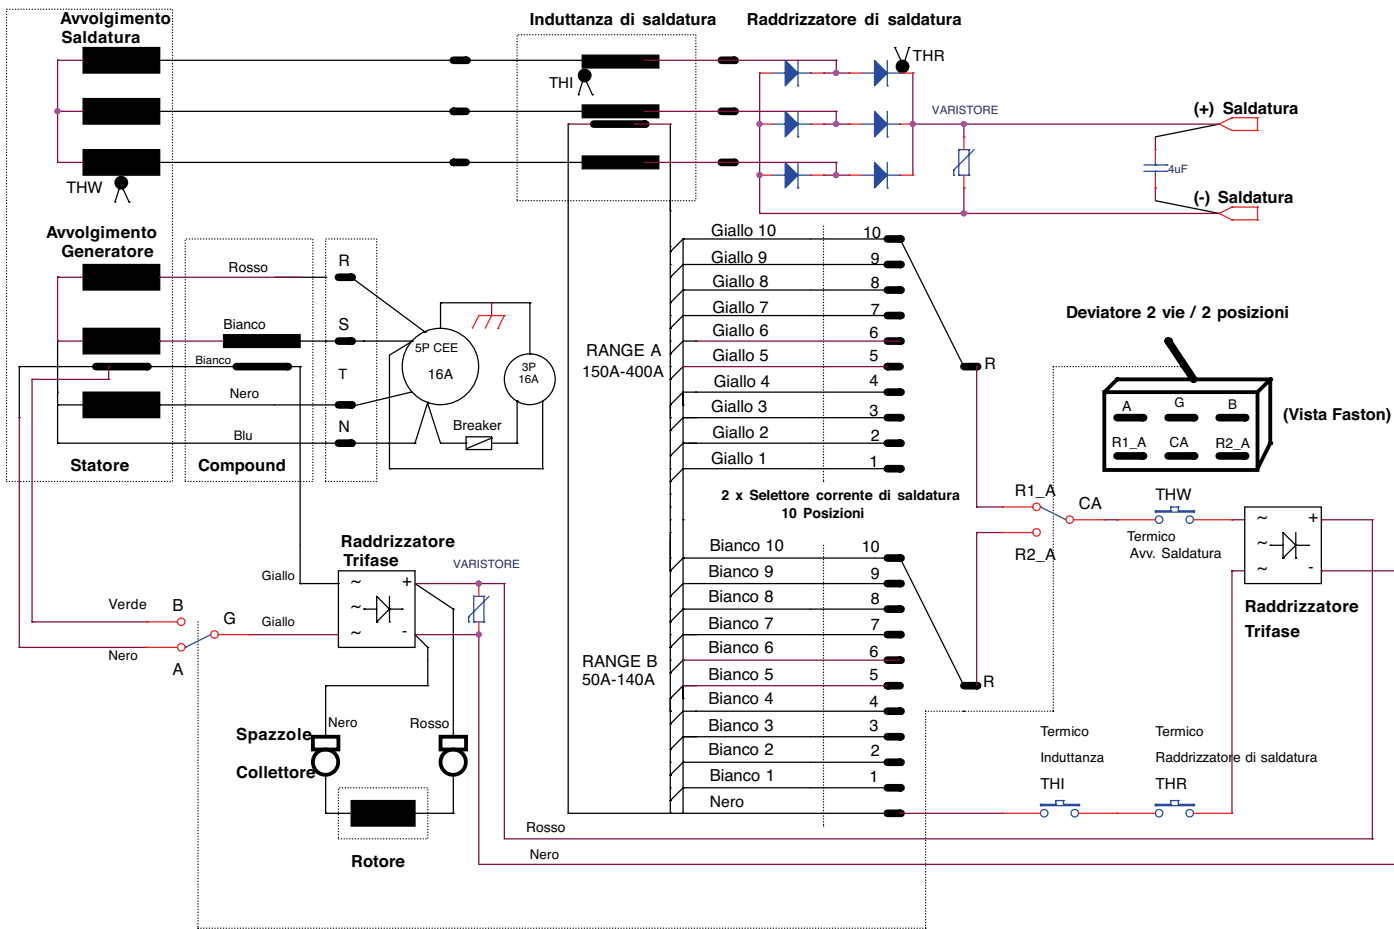 Avvolgimento
Saldatura
Induttanza di saldatura
Raddrizzatore di saldatura
THI
THR
THW
VARISTORE
(+) Saldatura
4uF
(-) Saldatura
Avvolgimento
Generatore
Rosso
R
Bianco
S
Bianco
T
Nero
Blu
N
5P CEE
16A
3P
16A
Breaker
Statore
Compound
RANGE A
150A-400A
Giallo 10 10
Giallo 9 9
Giallo 8 8
Giallo 7 7
Giallo 6 6
Giallo 5 5
Giallo 4 4
Giallo 3 3
Giallo 2 2
Giallo 1 1
R
2 x Selettore corrente di saldatura
10 Posizioni
Deviatore 2 vie / 2 posizioni
A G B
R1_A CA R2_A
(Vista Faston)
R1_A
CA
R2_A
THW
Termico
Avv. Saldatura
~ +
~
~ -
Raddrizzatore
Trifase
Raddrizzatore
Trifase
VARISTORE
Giallo
~ +
~
~ -
Verde
B
G
Giallo
Nero
A
RANGE B
50A-140A
Bianco 10 10
Bianco 9 9
Bianco 8 8
Bianco 7 7
Bianco 6 6
Bianco 5 5
Bianco 4 4
Bianco 3 3
Bianco 2 2
Bianco 1 1
Nero
R
Nero
Rosso
Spazzole
Collettore
Rotore
Termico
Induttanza
THI
Termico
Raddrizzatore di saldatura
THR
Rosso
Nero